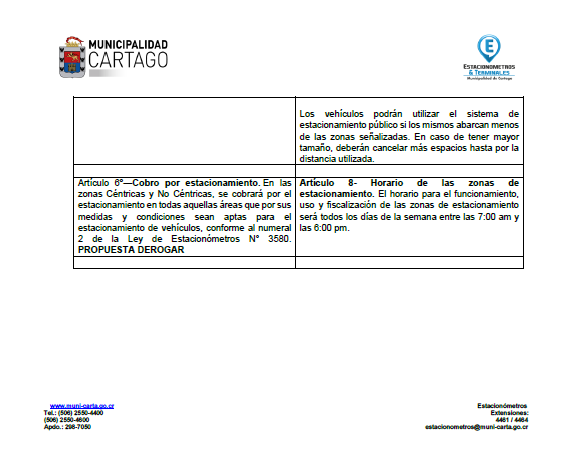 MUNICIPALIDAD
CARTAGO
E
ESTACIONÓMETROS
& TERMINALES
Municipalidad de Cartago
Los vehículos podrán utilizar el sistema de
estacionamiento público si los mismos abarcan menos
de las zonas señalizadas. En caso de tener mayor
tamaño, deberán cancelar más espacios hasta por la
distancia utilizada.
Artículo 6°—Cobro por estacionamiento. En las
zonas Céntricas y No Céntricas, se cobrará por el
estacionamiento en todas aquellas áreas que por sus
medidas y condiciones sean aptas para el
estacionamiento de vehículos, conforme al numeral
2 de la Ley de Estacionómetros N° 3580.
PROPUESTA DEROGAR
Artículo 8- Horario de las zonas de
estacionamiento. El horario para el funcionamiento,
uso y fiscalización de las zonas de estacionamiento
será todos los días de la semana entre las 7:00 am y
las 6:00 pm.
www.muni-carta.go.cr
Tel.: (506) 2550-4400
(506) 2550-4600
Apdo.: 298-7050
Estacionómetros
Extensiones:
4461 / 4464
estacionometros@muni-carta.go.cr